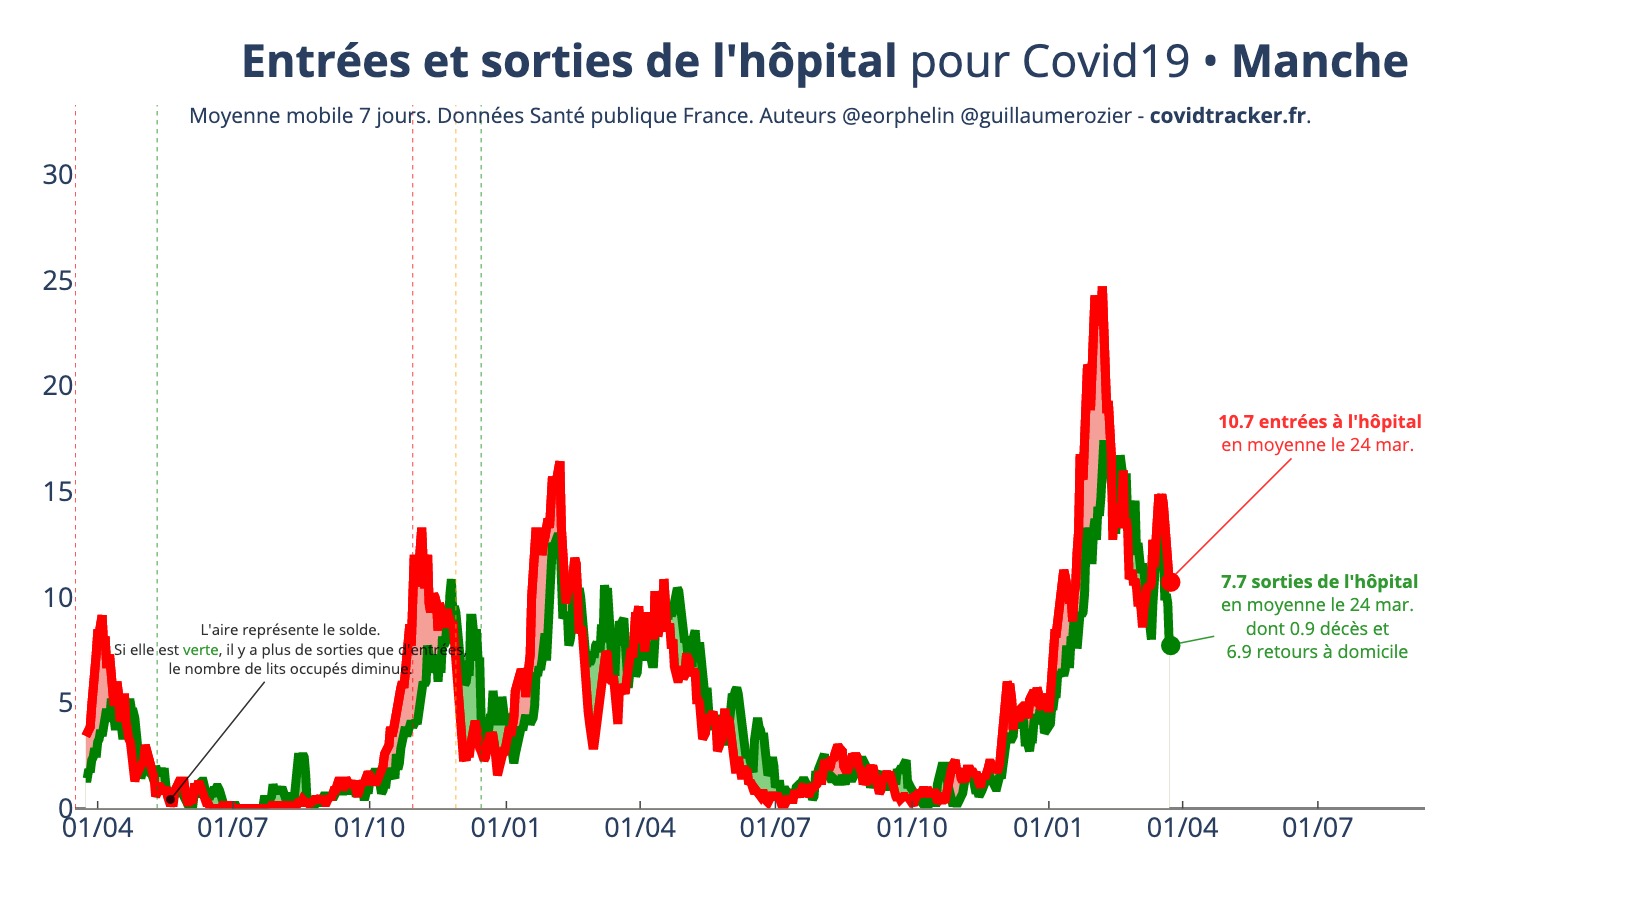 Entrées et sorties de l'hôpital pour Covid19 • Manche
Moyenne mobile 7 jours. Données Santé publique France. Auteurs @eorphelin @guillaumerozier - covidtracker.fr.
30
25
20
15
10
5
0
10.7 entrées à l'hôpital
en moyenne le 24 mar.
7.7 sorties de l'hôpital
en moyenne le 24 mar.
dont 0.9 décès et
6.9 retours à domicile
L'aire représente le solde.
Si elle est verte, il y a plus de sorties que d'entrées,
le nombre de lits occupés diminue.
01/04 01/07 01/10 01/01 01/04 01/07 01/10 01/01 01/04 01/07